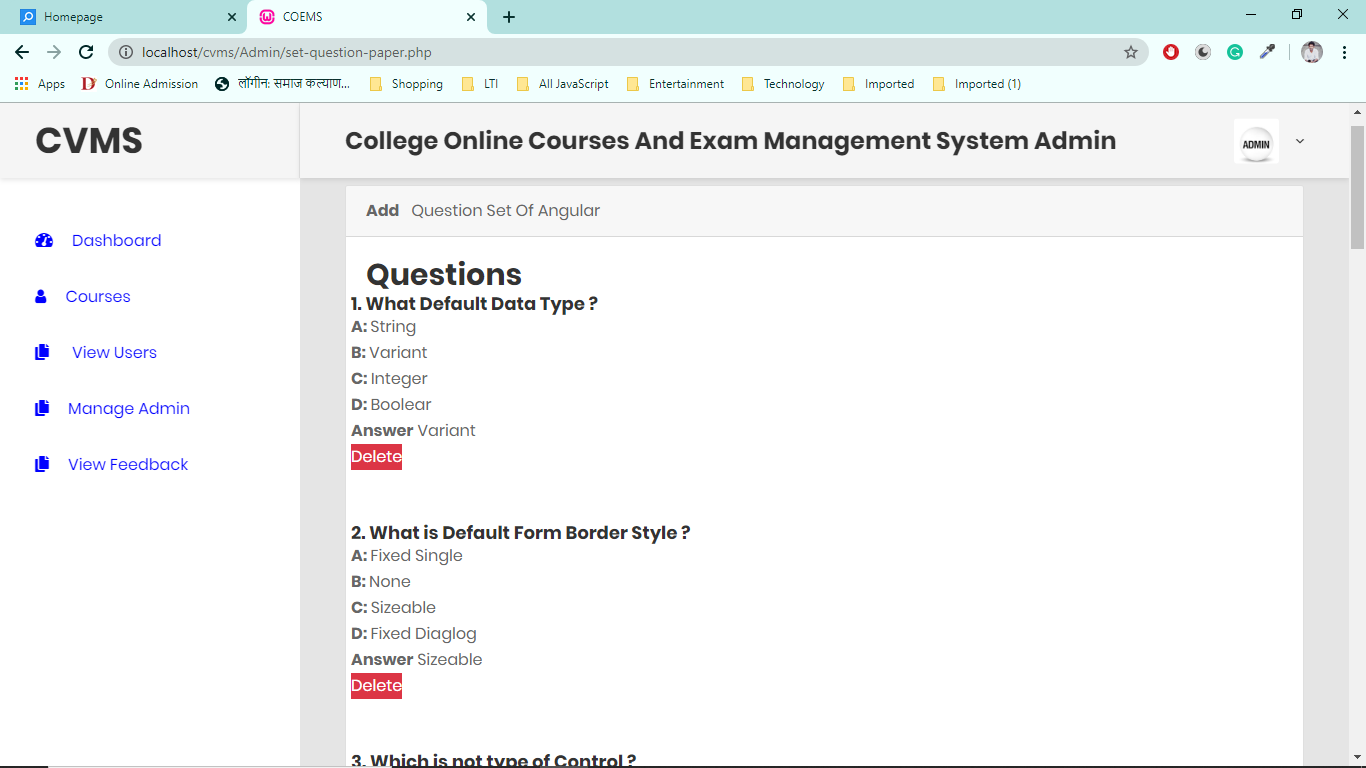 Homepage
COEMS
localhost/cvms/Admin/set-question-paper.php
Apps
Online Admission
लॉगीन: समाज कल्याण...
Shopping
LTI
All JavaScript
Entertainment
Technology
Imported
Imported (1)
CVMS
College Online Courses And Exam Management System Admin
ADMIN
Dashboard
Courses
View Users
Manage Admin
View Feedback
Add Question Set Of Angular
Questions
1. What Default Data Type ?
A: String
B: Variant
C: Integer
D: Boolear
Answer Variant
Delete
2. What is Default Form Border Style ?
A: Fixed Single
B: None
C: Sizeable
D: Fixed Diaglog
Answer Sizeable
Delete
3. Which is not type of Control ?